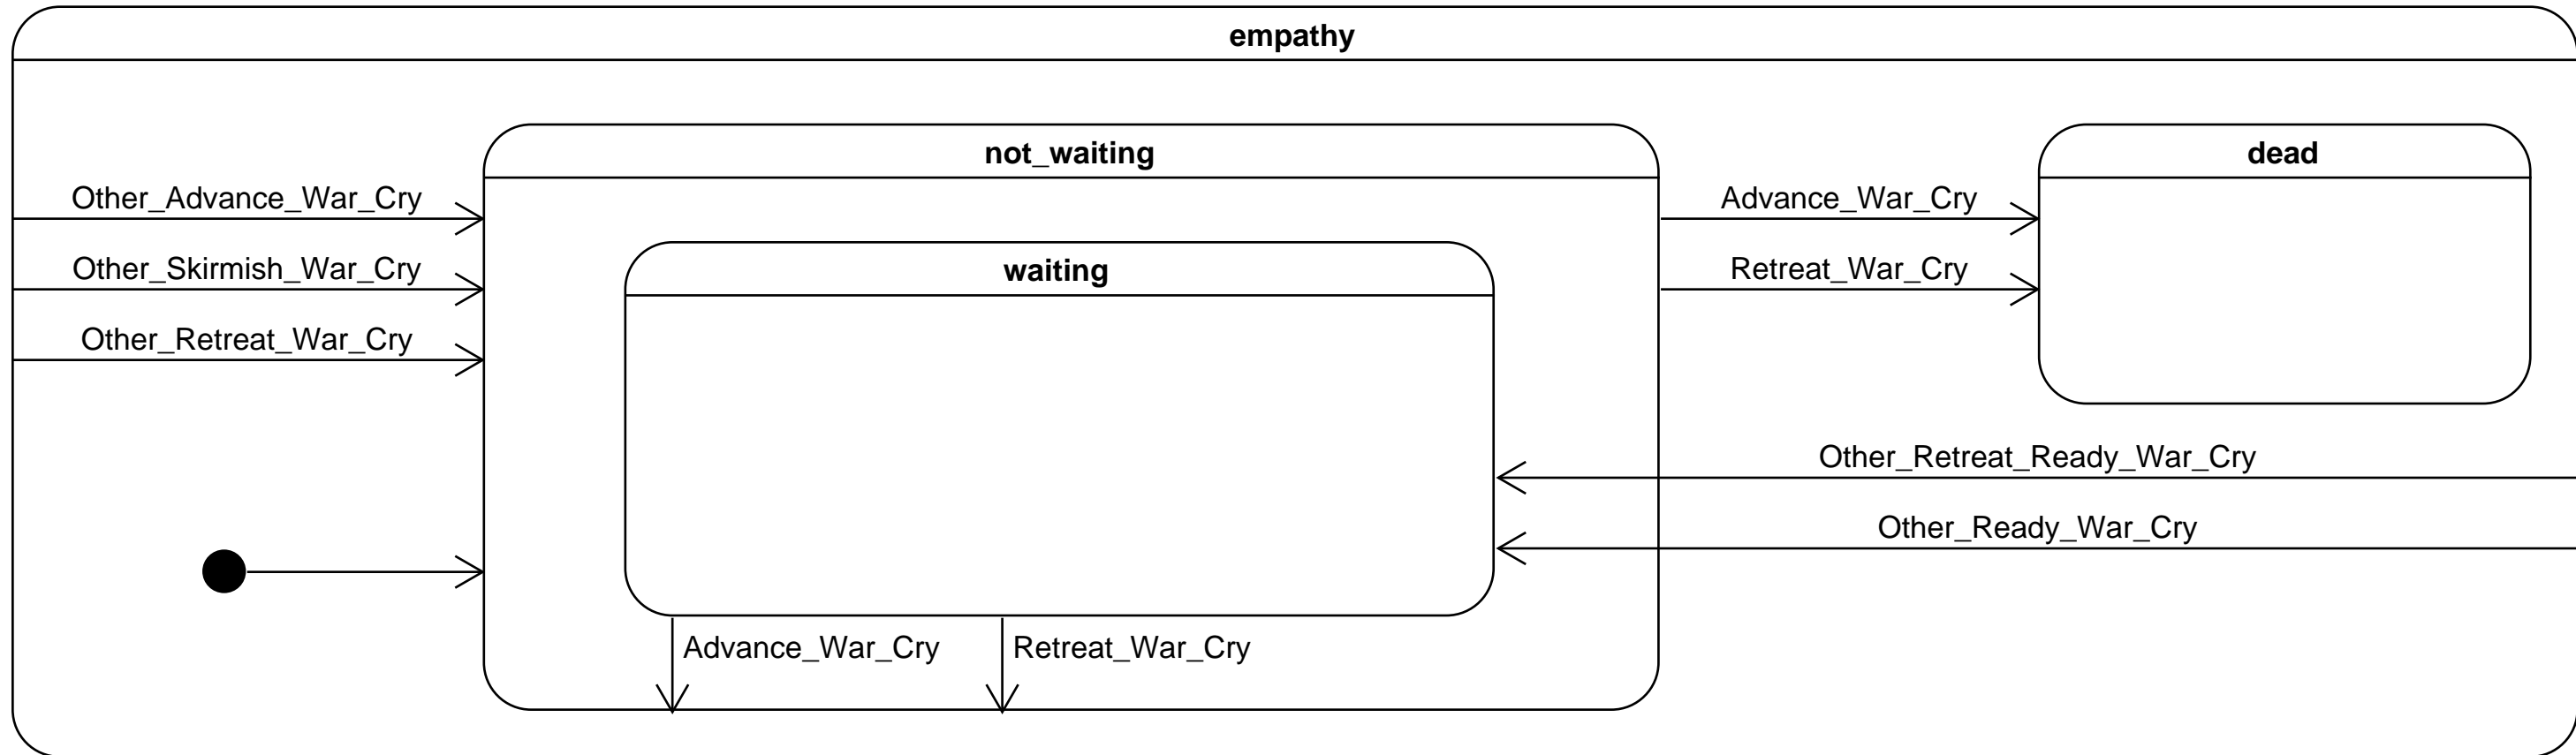 empathy
not_waiting
dead
Other_Advance_War_Cry
Advance_War_Cry
Other_Skirmish_War_Cry
waiting
Retreat_War_Cry
Other_Retreat_War_Cry
Other_Retreat_Ready_War_Cry
Other_Ready_War_Cry
Advance_War_Cry
Retreat_War_Cry